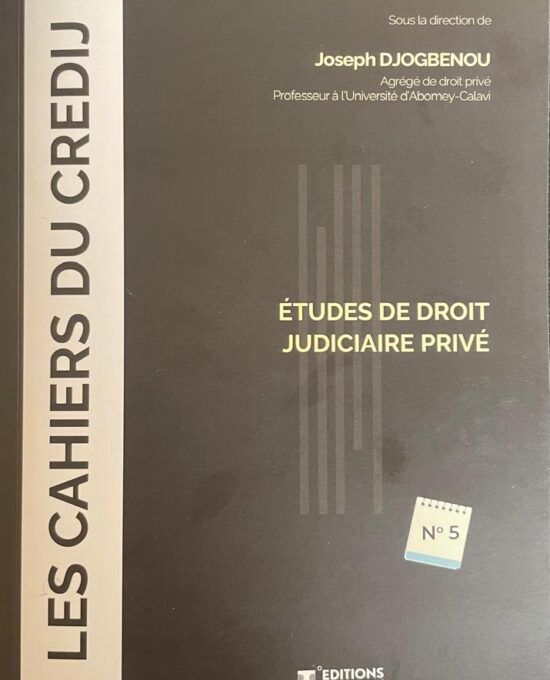 LES CAHIERS DU CREDIJ
Sous la direction de
Joseph DJOGBENOU
Agrégé de droit privé
Professeur à l'Université d'Abomey-Calavi
ÉTUDES DE DROIT
JUDICIAIRE PRIVÉ
N° 5
EDITIONS